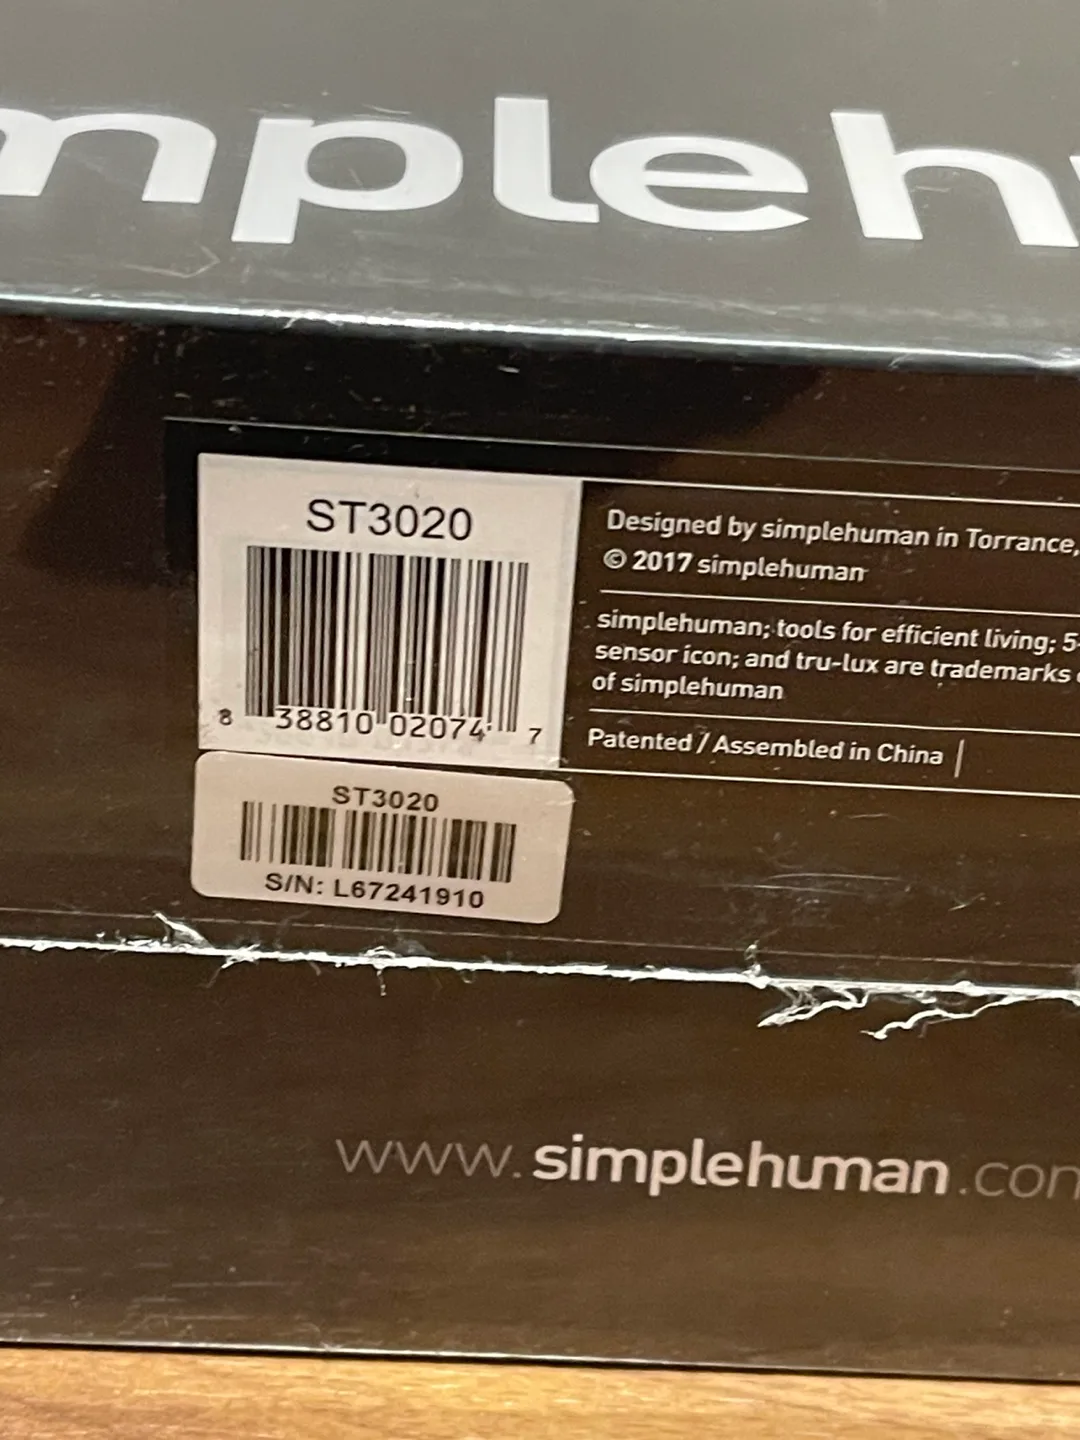 mpleh
ST3020
8 38810 02074 7
ST3020
S/N: L67241910
Designed by simplehuman in Torrance,
© 2017 simplehuman
simplehuman; tools for efficient living; 5-
sensor icon; and tru-lux are trademarks
of simplehuman
Patented / Assembled in China |
www.simplehuman.con